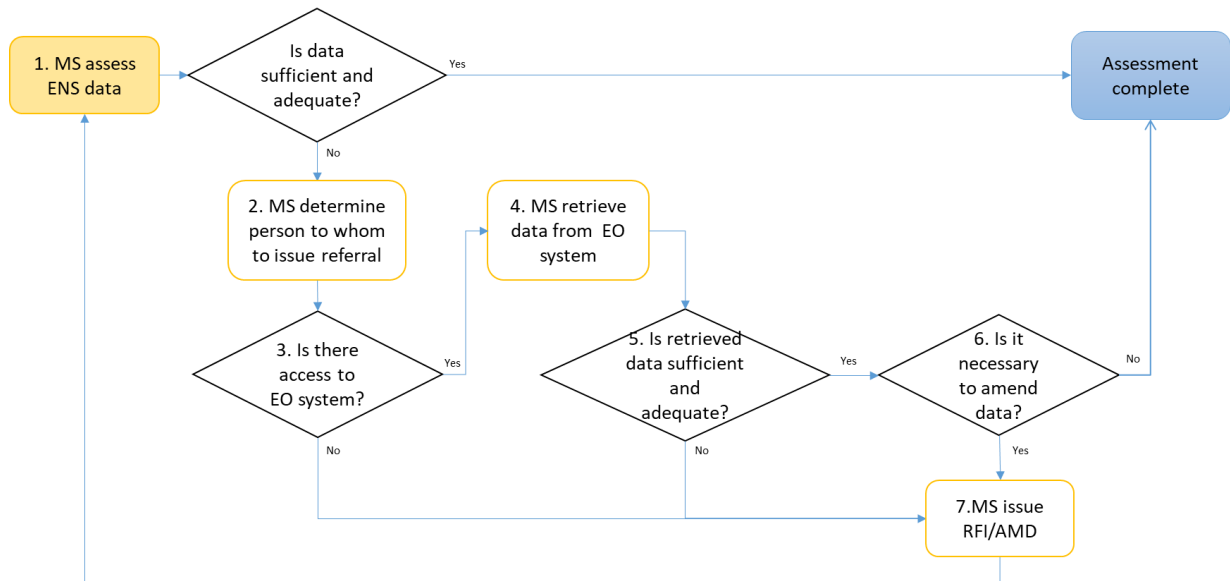 1. MS assess
ENS data
Is data
sufficient and
adequate?
Yes
Assessment
complete
No
2. MS determine
person to whom
to issue referral
4. MS retrieve
data from EO
system
3. Is there
access to
EO system?
Yes
5. Is retrieved
data sufficient
and
adequate?
Yes
6. Is it
necessary
to amend
data?
No
No
No
Yes
7.MS issue
RFI/AMD